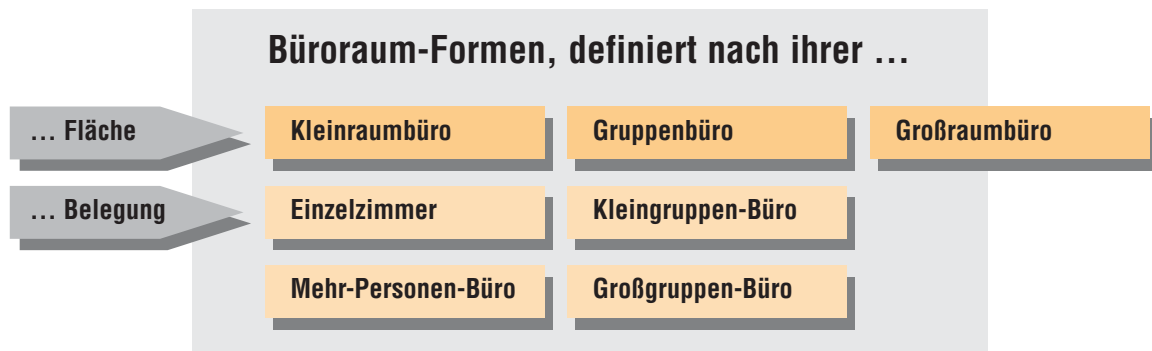 Büroraum-Formen, definiert nach ihrer …
… Fläche
Kleinraumbüro
Gruppenbüro
Großraumbüro
… Belegung
Einzelzimmer
Kleingruppen-Büro
Mehr-Personen-Büro
Großgruppen-Büro